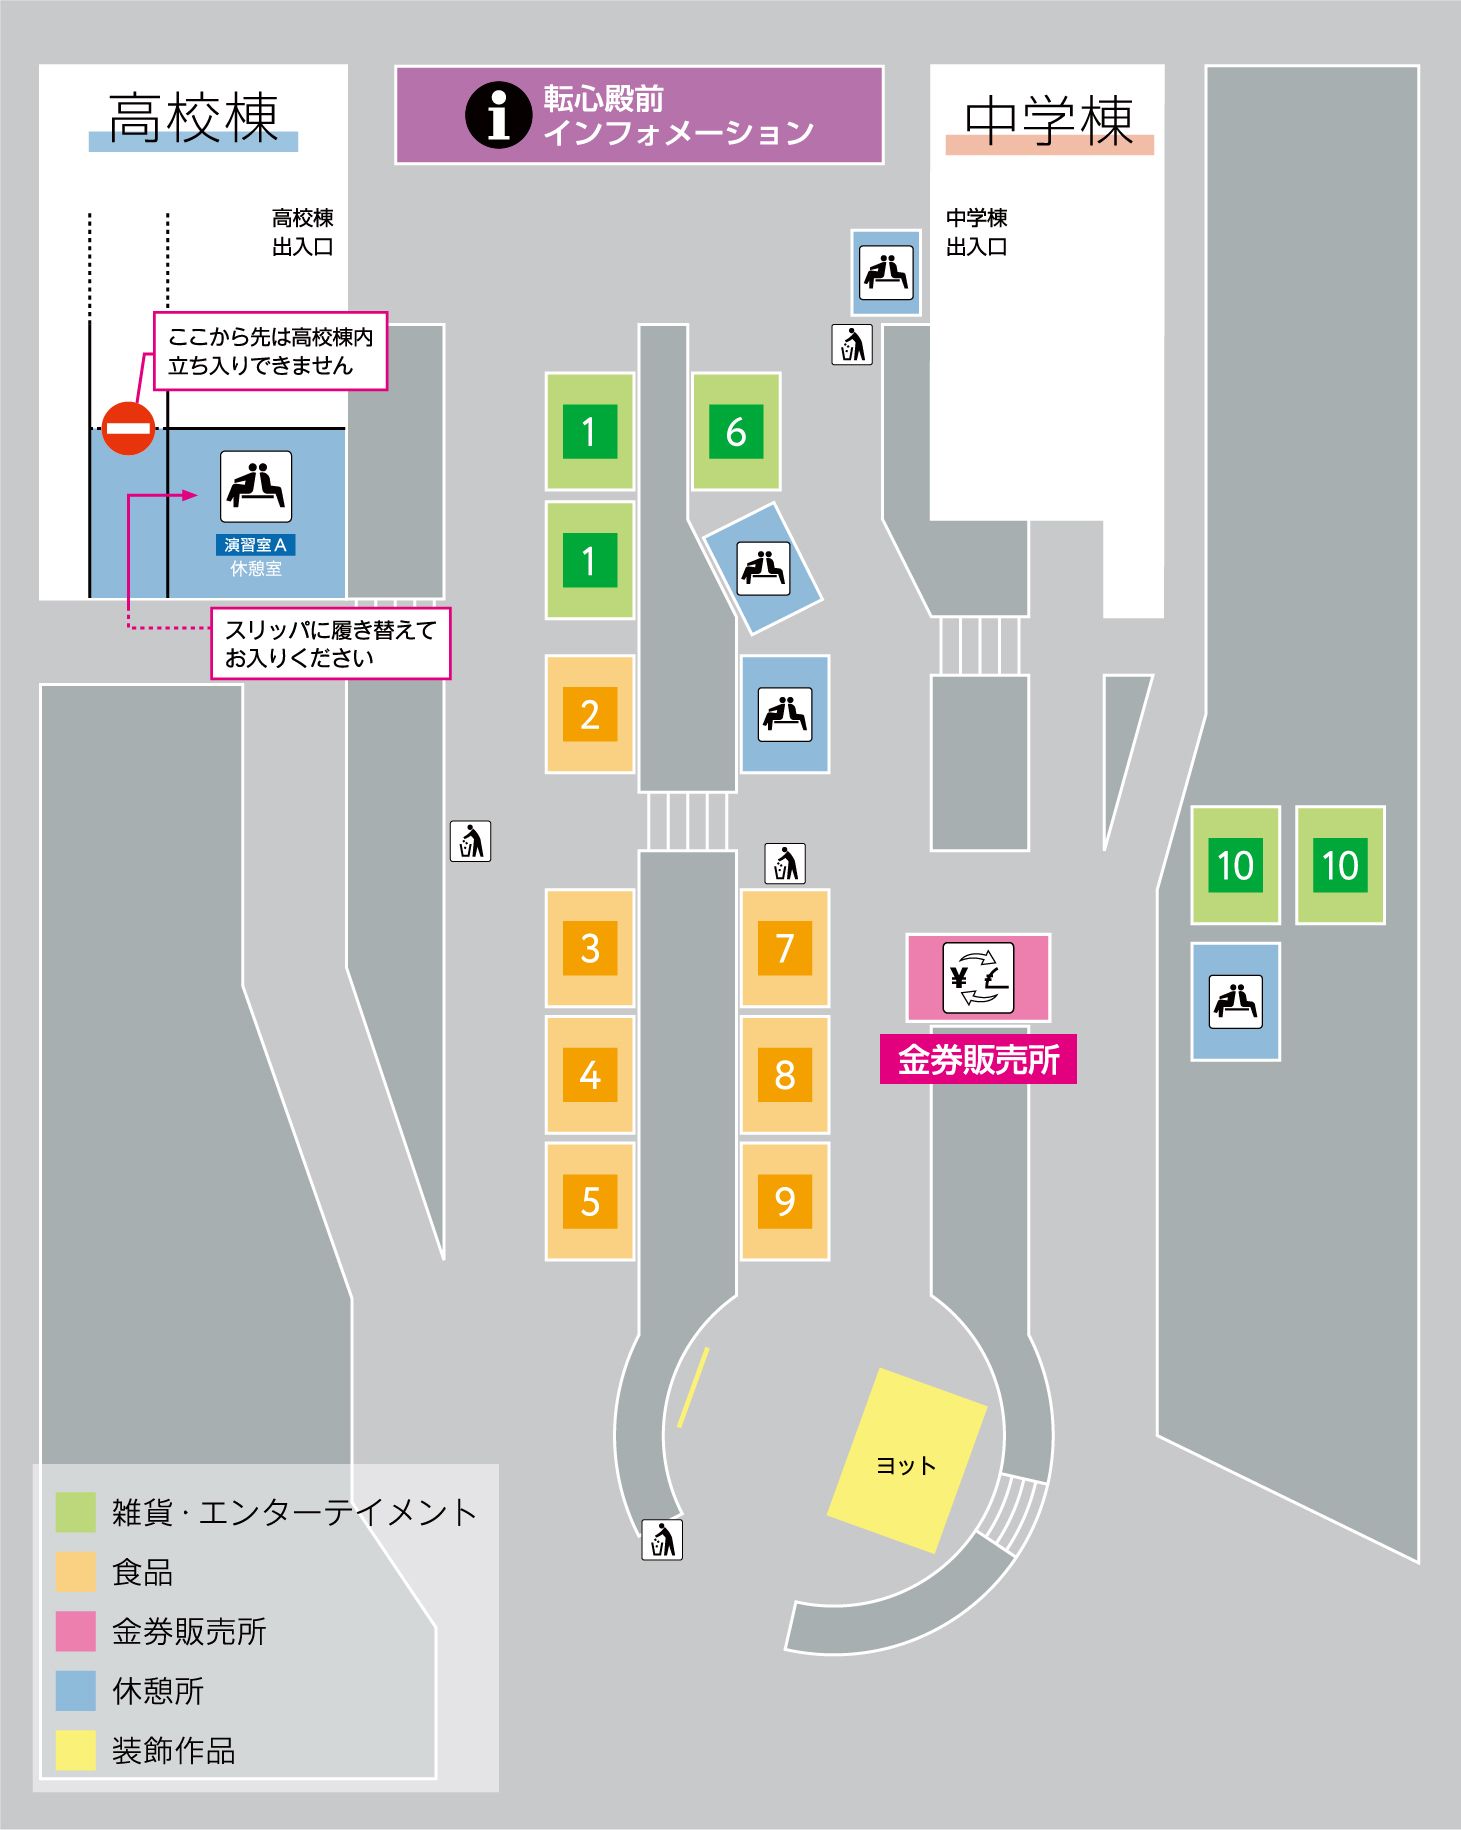 高校棟
転心殿前
インフォメーション
中学棟
高校棟
出入口
中学棟
出入口
ここから先は高校棟内
立ち入りできません
1
6
演習室A
休憩室
1
スリッパに履き替えて
お入りください
2
10
10
3
7
¥
金券販売所
4
8
5
9
ヨット
雑貨・エンターテイメント
食品
金券販売所
休憩所
装飾作品